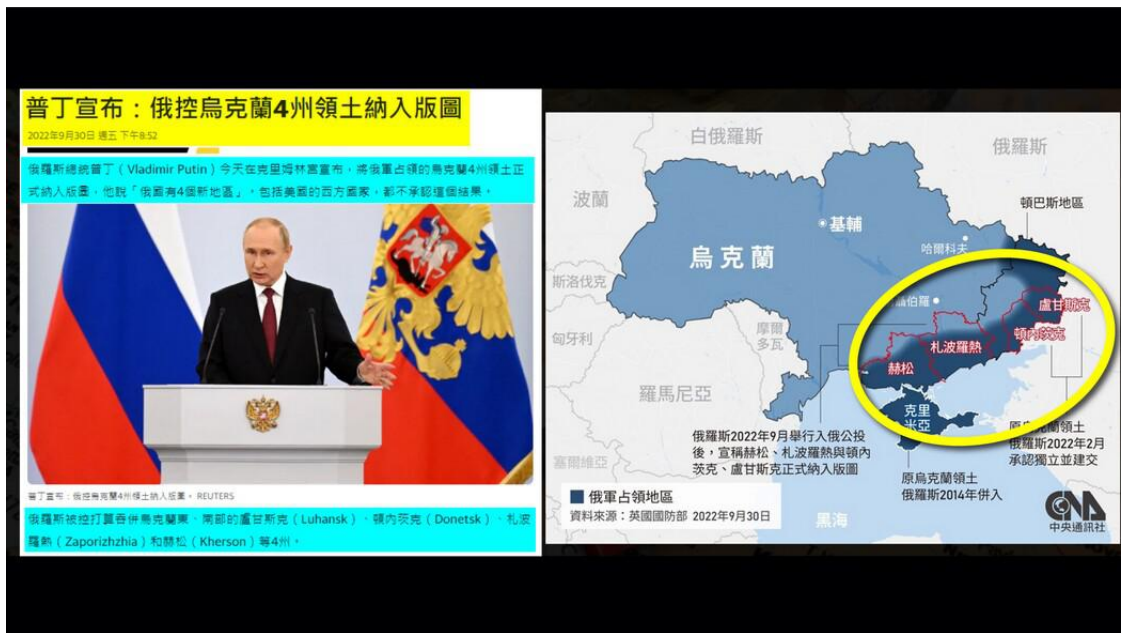 普丁宣布：俄控烏克蘭4州領土納入版圖
2022年9月30日 週五 下午8:52
俄羅斯總統普丁（Vladimir Putin）今天在克里姆林宮宣布，將俄軍占領的烏克蘭4州領土正
式納入版圖，他說「俄國有4個新地區」，包括美國的西方國家，都不承認這個結果。
普丁宣布：俄控烏克蘭4州領土納入版圖。 REUTERS
俄羅斯被控打算吞併烏克蘭東、南部的盧甘斯克（Luhansk）、頓內茨克（Donetsk）、札波
羅熱（Zaporizhzhia）和赫松（Kherson）等4州。
白俄羅斯
俄羅斯
波蘭
頓巴斯地區
基輔
哈爾科夫
烏克蘭
斯洛伐克
聶伯羅
盧甘斯克
匈牙利
摩爾
多瓦
頓內茨克
札波羅熱
赫松
羅馬尼亞
克里
米亞
俄羅斯2022年9月舉行入俄公投
後，宣稱赫松、札波羅熱與頓內
茨克、盧甘斯克正式納入版圖
原烏克蘭領土
俄羅斯2022年2月
承認獨立並建交
塞爾維亞
原烏克蘭領土
俄羅斯2014年併入
俄軍占領地區
資料來源：英國國防部 2022年9月30日
黑海
CNA
中央通訊社